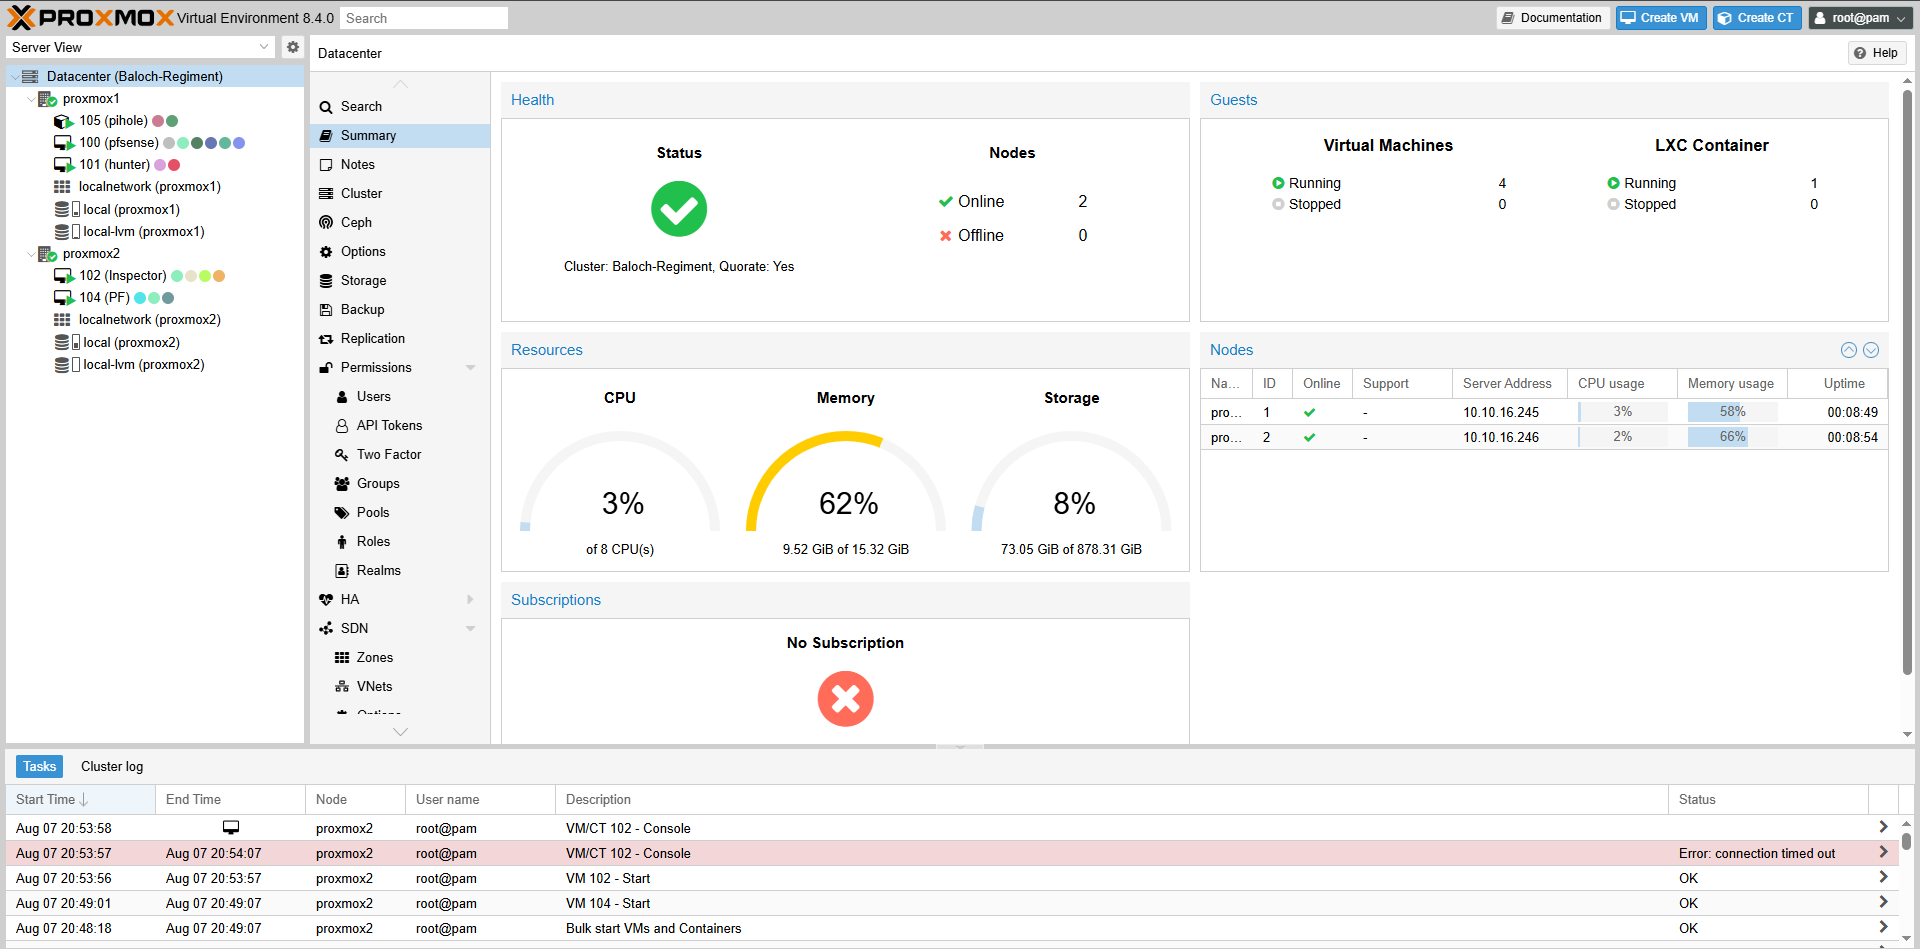 PROXMOX Virtual Environment 8.4.0 Search Documentation Create VM Create CT root@pam
Server View
Datacenter Help
Datacenter (Baloch-Regiment)
proxmox1
105 (pihole)
100 (pfsense)
101 (hunter)
localnetwork (proxmox1)
local (proxmox1)
local-lvm (proxmox1)
proxmox2
102 (Inspector)
104 (PF)
localnetwork (proxmox2)
local (proxmox2)
local-lvm (proxmox2)
Search
Summary
Notes
Cluster
Ceph
Options
Storage
Backup
Replication
Permissions
Users
API Tokens
Two Factor
Groups
Pools
Roles
Realms
HA
SDN
Zones
VNets
Options
Health
Status
Nodes
Online 2
Offline 0
Cluster: Baloch-Regiment, Quorate: Yes
Guests
Virtual Machines
Running 4
Stopped 0
LXC Container
Running 1
Stopped 0
Resources
CPU
3%
of 8 CPU(s)
Memory
62%
9.52 GiB of 15.32 GiB
Storage
8%
73.05 GiB of 878.31 GiB
Nodes
Na... ID Online Support Server Address CPU usage Memory usage Uptime
pro... 1 - 10.10.16.245 3% 58% 00:08:49
pro... 2 - 10.10.16.246 2% 66% 00:08:54
Subscriptions
No Subscription
Tasks Cluster log
Start Time End Time Node User name Description Status
Aug 07 20:53:58 proxmox2 root@pam VM/CT 102 - Console
Aug 07 20:53:57 Aug 07 20:54:07 proxmox2 root@pam VM/CT 102 - Console Error: connection timed out
Aug 07 20:53:56 Aug 07 20:53:57 proxmox2 root@pam VM 102 - Start OK
Aug 07 20:49:01 Aug 07 20:49:07 proxmox2 root@pam VM 104 - Start OK
Aug 07 20:48:18 Aug 07 20:49:07 proxmox2 root@pam Bulk start VMs and Containers OK